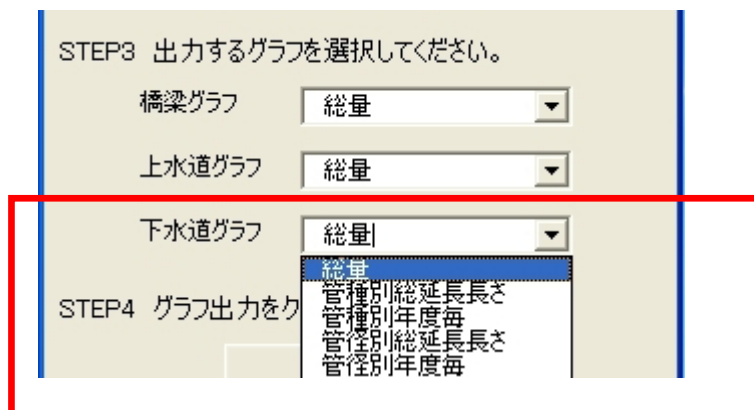 STEP3 出力するグラフを選択してください。
橋梁グラフ 総量
上水道グラフ 総量
下水道グラフ 総量
総量
管種別総延長長さ
STEP4 グラフ出力をク
管種別年度毎
管径別総延長長さ
管径別年度毎